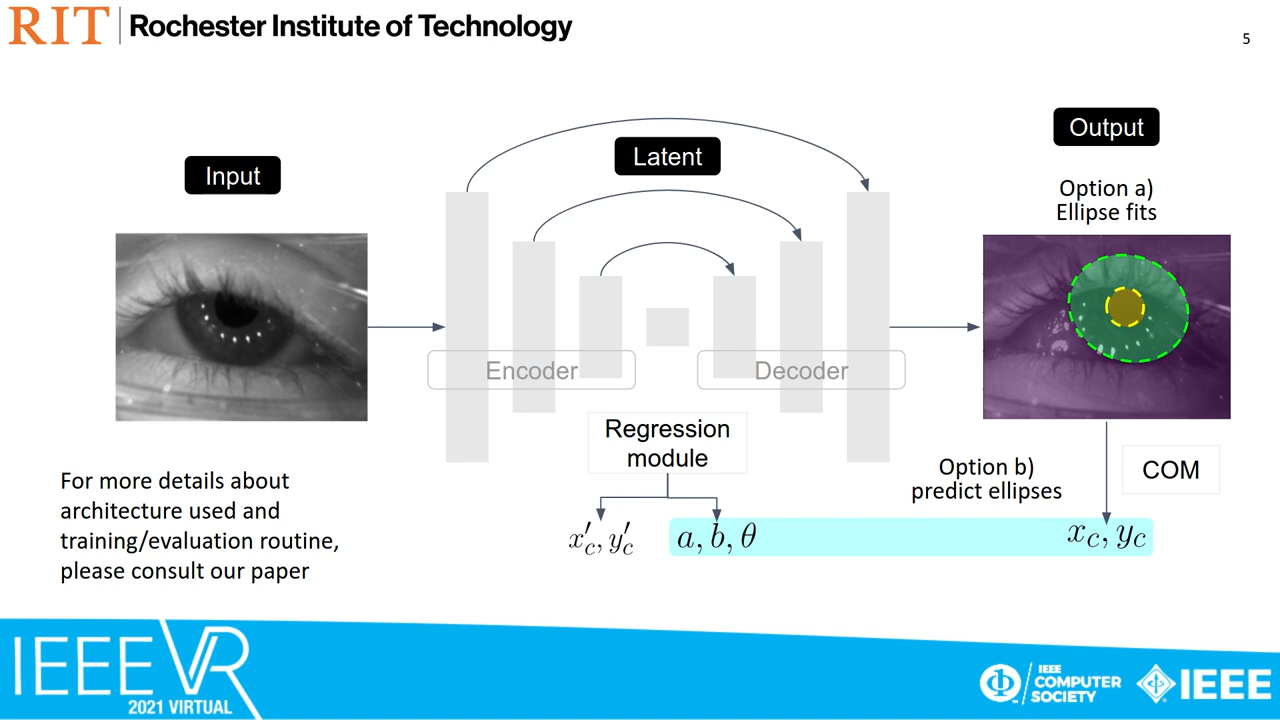 RIT | Rochester Institute of Technology
5
Input
Latent
Output
Option a)
Ellipse fits
Encoder
Decoder
Regression
module
Option b)
predict ellipses
COM
For more details about
architecture used and
training/evaluation routine,
please consult our paper
x′c, y′c
a, b, θ
xc, yc
IEEE VR
2021 VIRTUAL
IEEE
COMPUTER
SOCIETY
IEEE